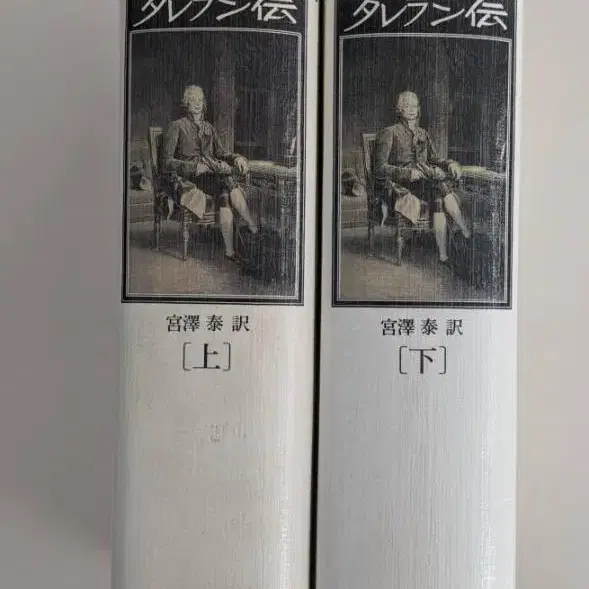 タレラン伝
宮澤 泰 訳
[上]
タレラン伝
宮澤 泰 訳
[下]